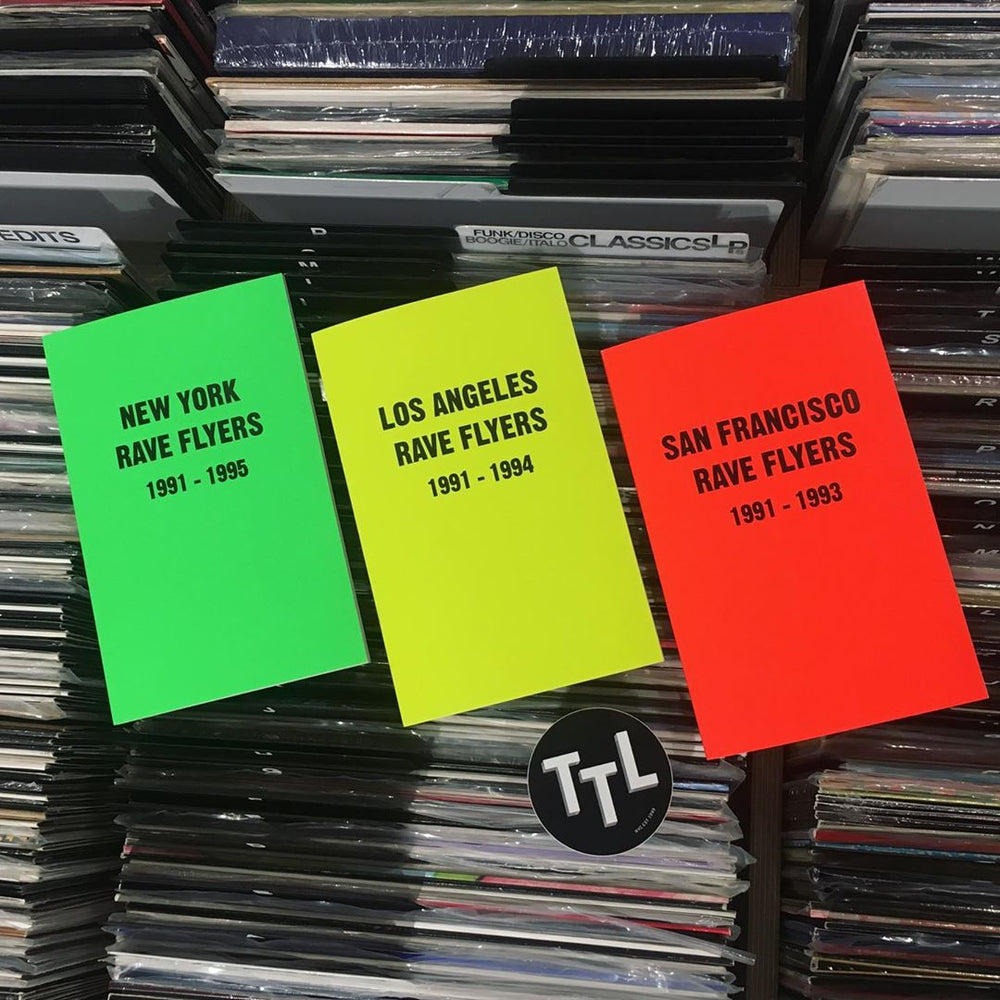 EDITS
FUNK/DISCO
BOOGIE/ITALO CLASSICS LP
NEW YORK
RAVE FLYERS
1991 - 1995
LOS ANGELES
RAVE FLYERS
1991 - 1994
SAN FRANCISCO
RAVE FLYERS
1991 - 1993
TTL